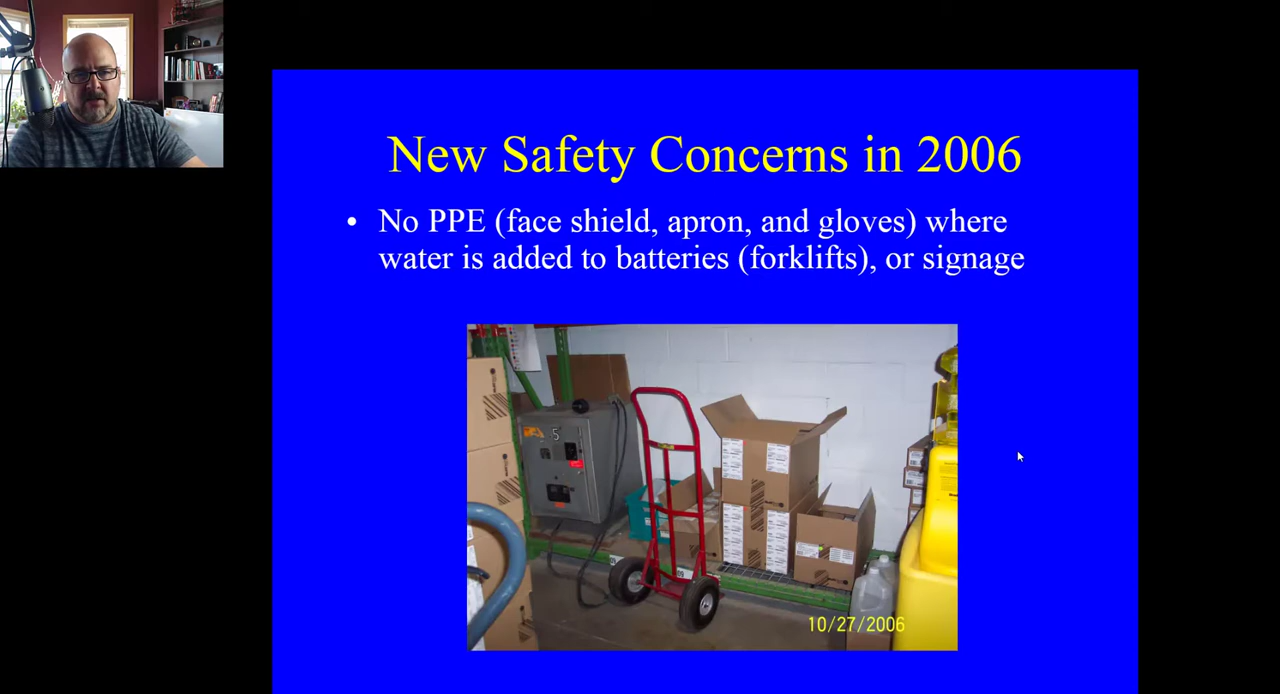 New Safety Concerns in 2006
• No PPE (face shield, apron, and gloves) where
water is added to batteries (forklifts), or signage
5
10/27/2006